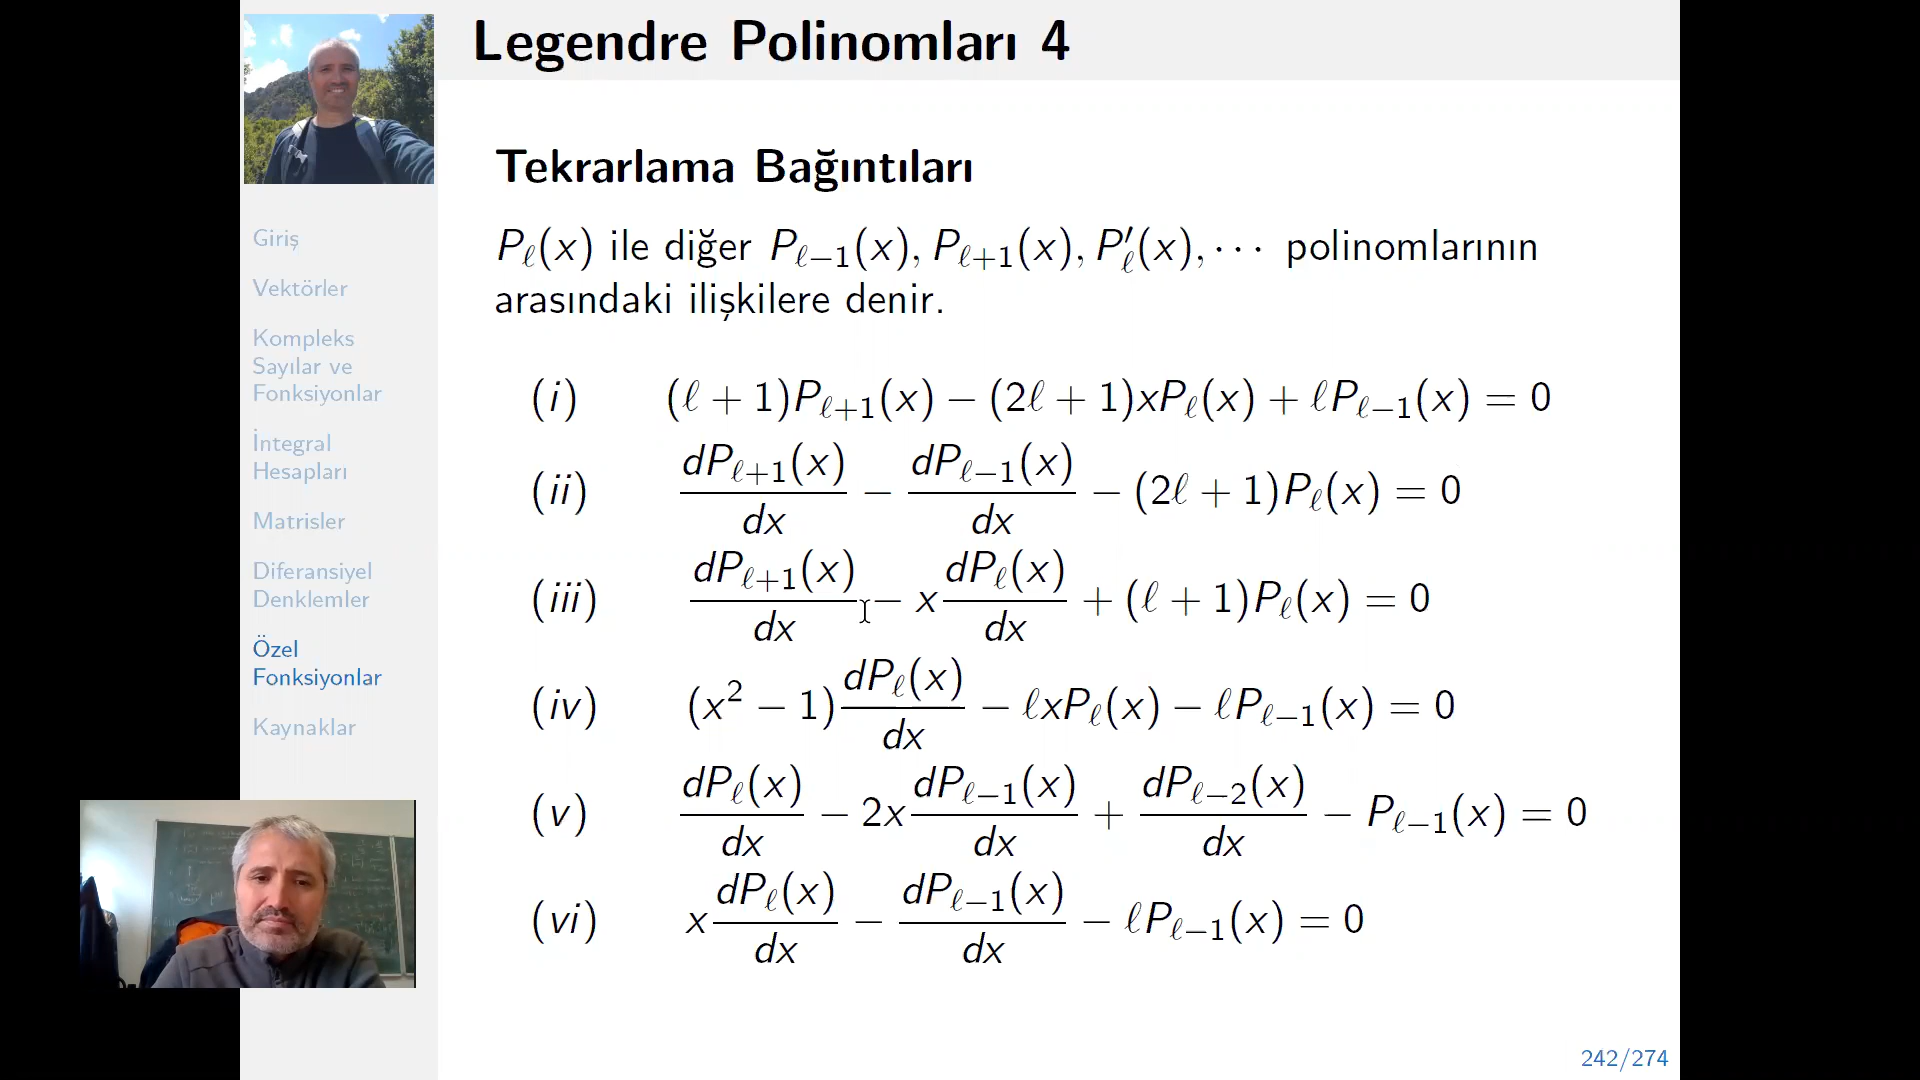 Legendre Polinomları 4
Giriş
Vektörler
Kompleks
Sayılar ve
Fonksiyonlar
İntegral
Hesapları
Matrisler
Diferansiyel
Denklemler
Özel
Fonksiyonlar
Kaynaklar
Tekrarlama Bağıntıları
Pℓ(x) ile diğer Pℓ−1(x), Pℓ+1(x), P′ℓ(x), ··· polinomlarının
arasındaki ilişkilere denir.
(i) (ℓ + 1)Pℓ+1(x) − (2ℓ + 1)xPℓ(x) + ℓPℓ−1(x) = 0
(ii) dPℓ+1(x)/dx − dPℓ−1(x)/dx − (2ℓ + 1)Pℓ(x) = 0
(iii) dPℓ+1(x)/dx − x dPℓ(x)/dx + (ℓ + 1)Pℓ(x) = 0
(iv) (x² − 1) dPℓ(x)/dx − ℓxPℓ(x) − ℓPℓ−1(x) = 0
(v) dPℓ(x)/dx − 2x dPℓ−1(x)/dx + dPℓ−2(x)/dx − Pℓ−1(x) = 0
(vi) x dPℓ(x)/dx − dPℓ−1(x)/dx − ℓPℓ−1(x) = 0
242/274